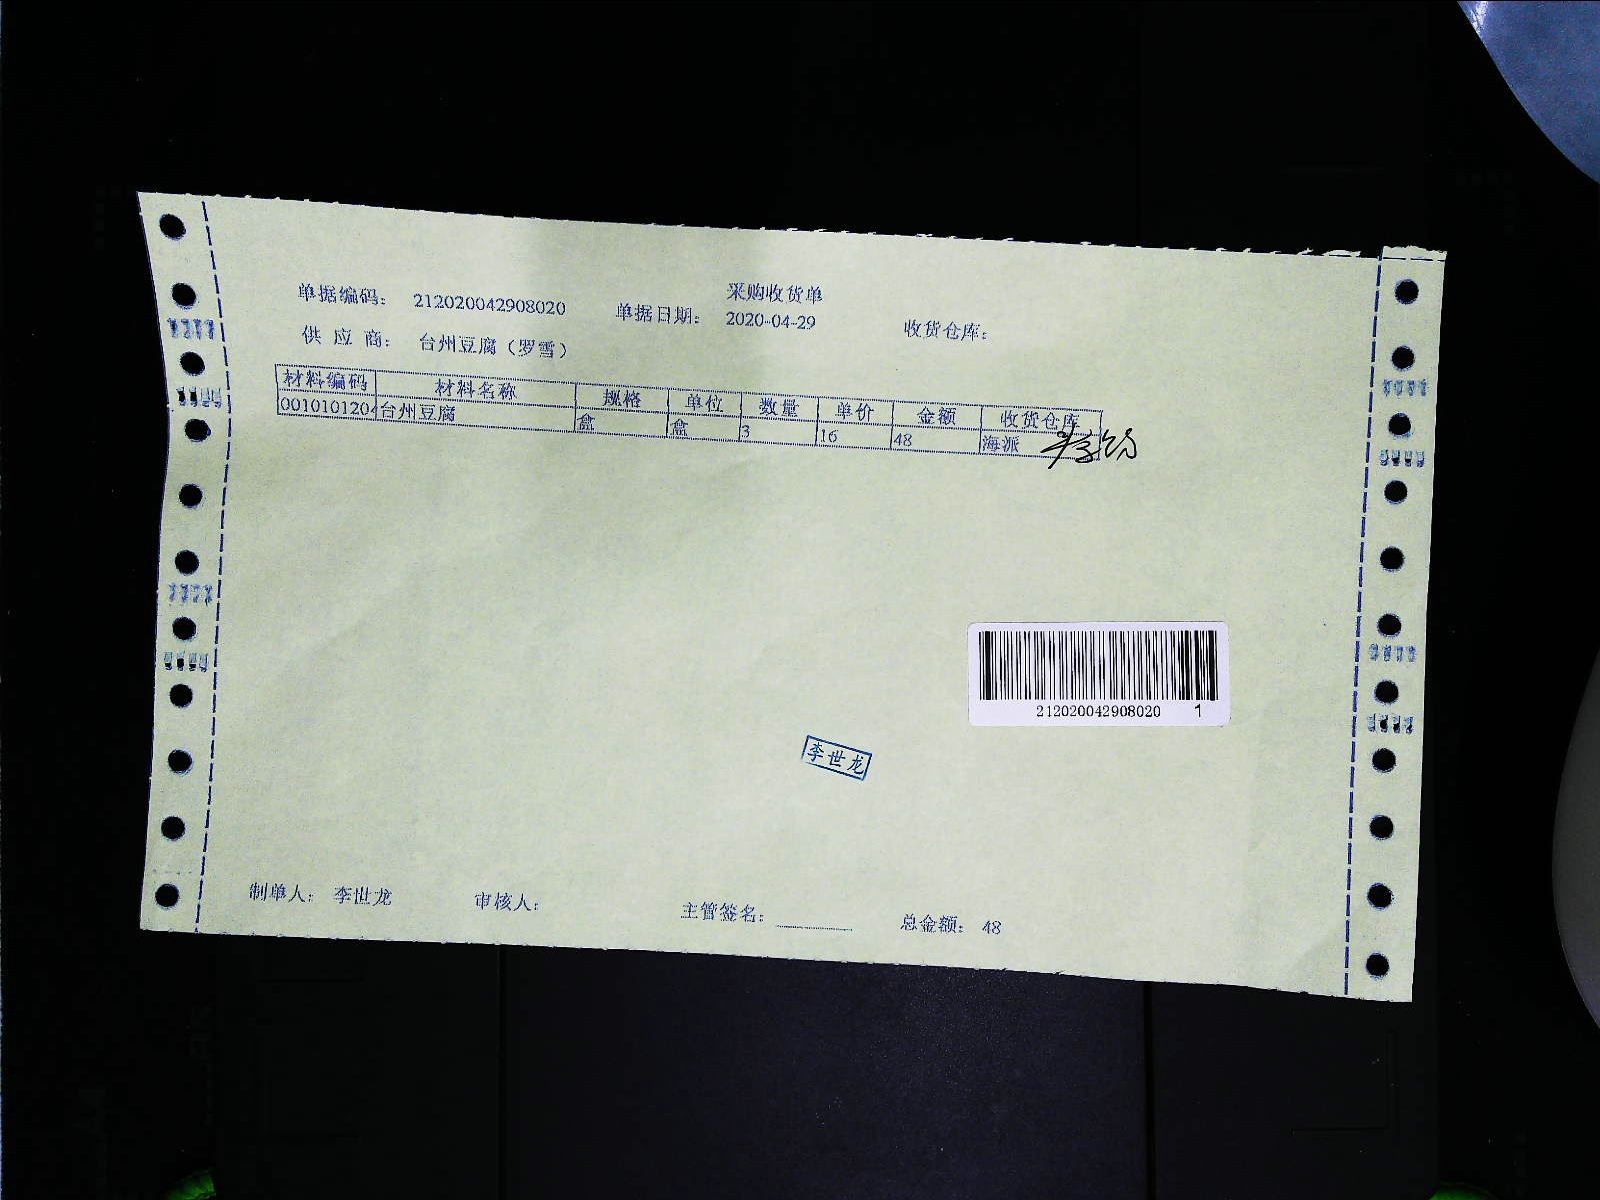 采购收货单
单据编码： 212020042908020 单据日期： 2020-04-29 收货仓库：
供 应 商： 台州豆腐（罗雪）
材料编码 材料名称 规格 单位 数量 单价 金额 收货仓库
0010101204 台州豆腐 盒 盒 3 16 48 海派
212020042908020 1
李世龙
制单人： 李世龙 审核人： 主管签名： 总金额： 48